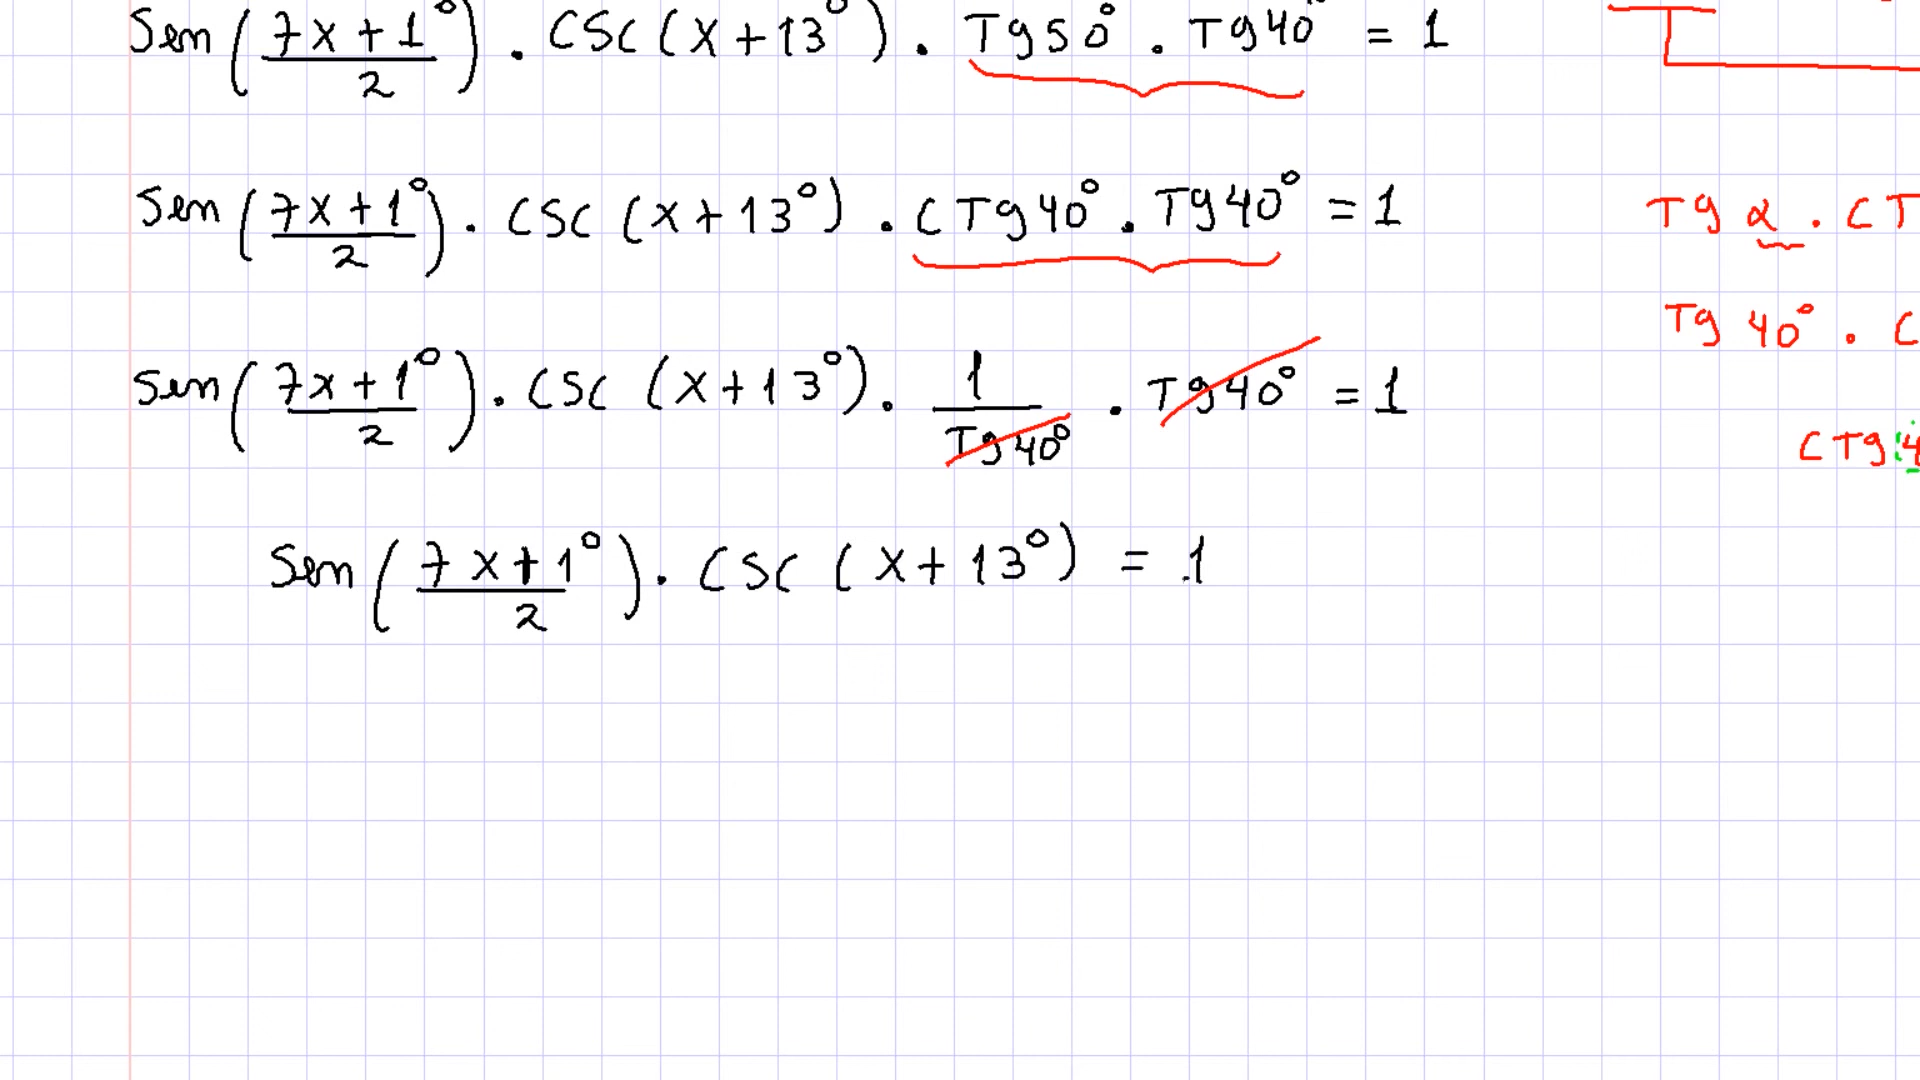 Sen(7x+1°/2) . CSC(x+13°) . Tg50° . Tg40° = 1
Sen(7x+1°/2) . CSC(x+13°) . CTg40° . Tg40° = 1
Tg α . CT
Tg 40° . C
Sen(7x+1°/2) . CSC(x+13°) . 1/Tg40° . Tg40° = 1
CTg(4
Sen(7x+1°/2) . CSC(x+13°) = 1